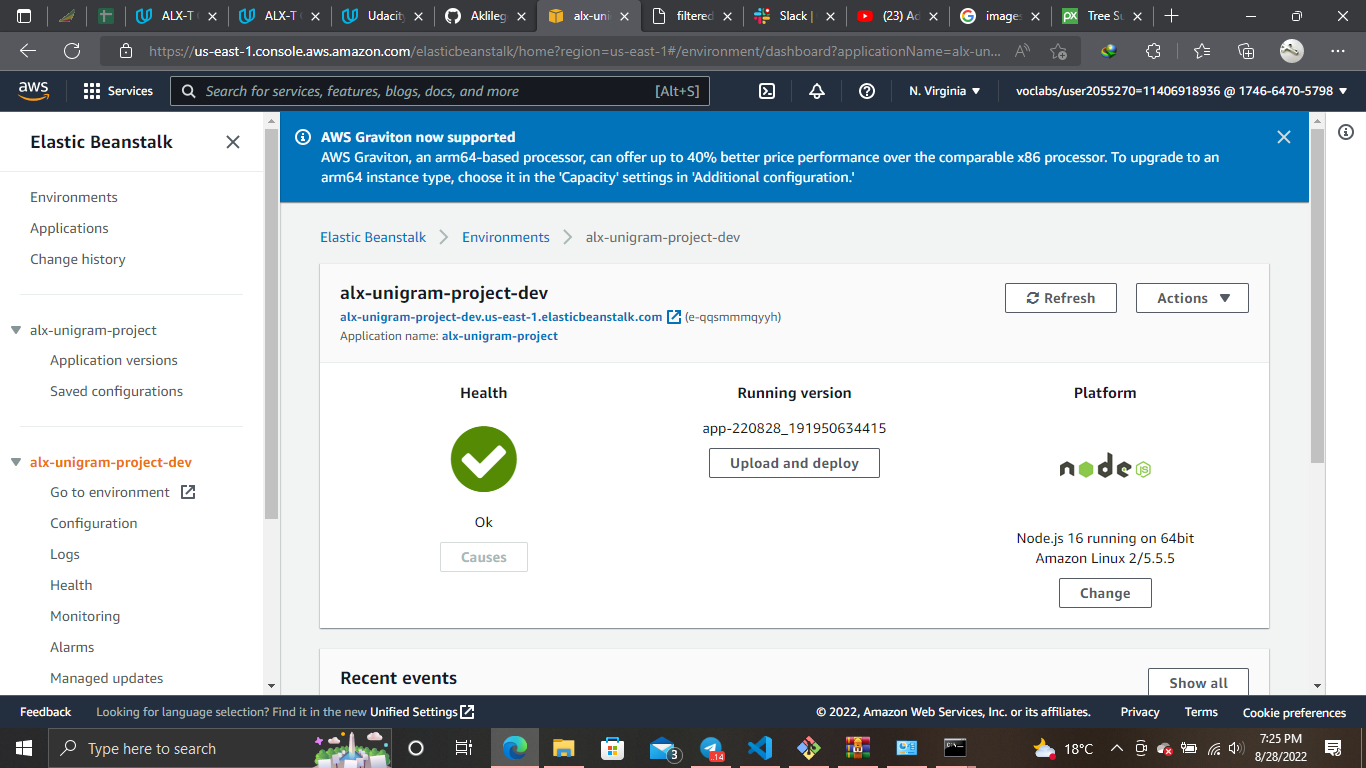 ALX-T
ALX-T
Udacity
Aklileg
alx-uni
filtered
Slack |
(23) Ad
image
Tree Su
https://us-east-1.console.aws.amazon.com/elasticbeanstalk/home?region=us-east-1#/environment/dashboard?applicationName=alx-un...
aws
Services
Search for services, features, blogs, docs, and more
[Alt+S]
N. Virginia
voclabs/user2055270=11406918936 @ 1746-6470-5798
Elastic Beanstalk
Environments
Applications
Change history
alx-unigram-project
Application versions
Saved configurations
alx-unigram-project-dev
Go to environment
Configuration
Logs
Health
Monitoring
Alarms
Managed updates
AWS Graviton now supported
AWS Graviton, an arm64-based processor, can offer up to 40% better price performance over the comparable x86 processor. To upgrade to an
arm64 instance type, choose it in the 'Capacity' settings in 'Additional configuration.'
Elastic Beanstalk
Environments
alx-unigram-project-dev
alx-unigram-project-dev
alx-unigram-project-dev.us-east-1.elasticbeanstalk.com (e-qqsmmmqyyh)
Application name: alx-unigram-project
Refresh
Actions
Health
Ok
Causes
Running version
app-220828_191950634415
Upload and deploy
Platform
node JS
Node.js 16 running on 64bit
Amazon Linux 2/5.5.5
Change
Recent events
Show all
Feedback
Looking for language selection? Find it in the new Unified Settings
© 2022, Amazon Web Services, Inc. or its affiliates.
Privacy
Terms
Cookie preferences
Type here to search
3
14
18°C
7:25 PM
8/28/2022